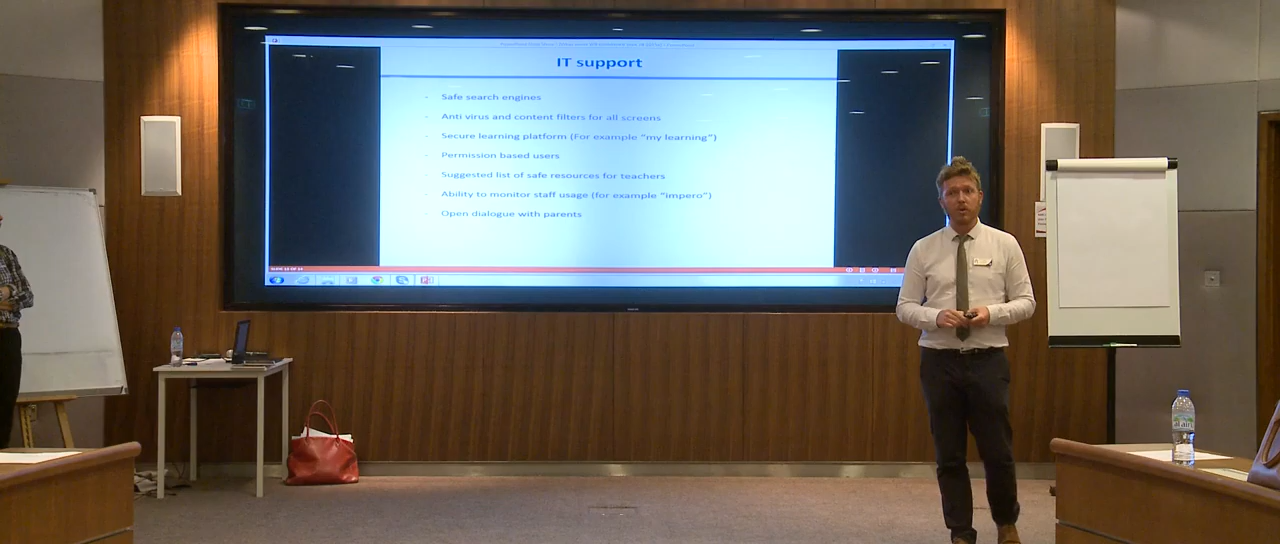 IT support
- Safe search engines
- Anti virus and content filters for all screens
- Secure learning platform (For example “my learning”)
- Permission based users
- Suggested list of safe resources for teachers
- Ability to monitor staff usage (for example “impero”)
- Open dialogue with parents